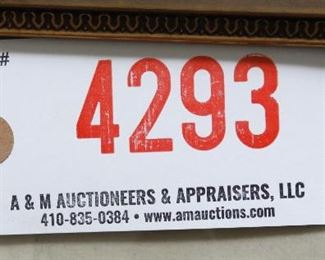 #
4293
A & M AUCTIONEERS & APPRAISERS, LLC
410-835-0384 • www.amauctions.com